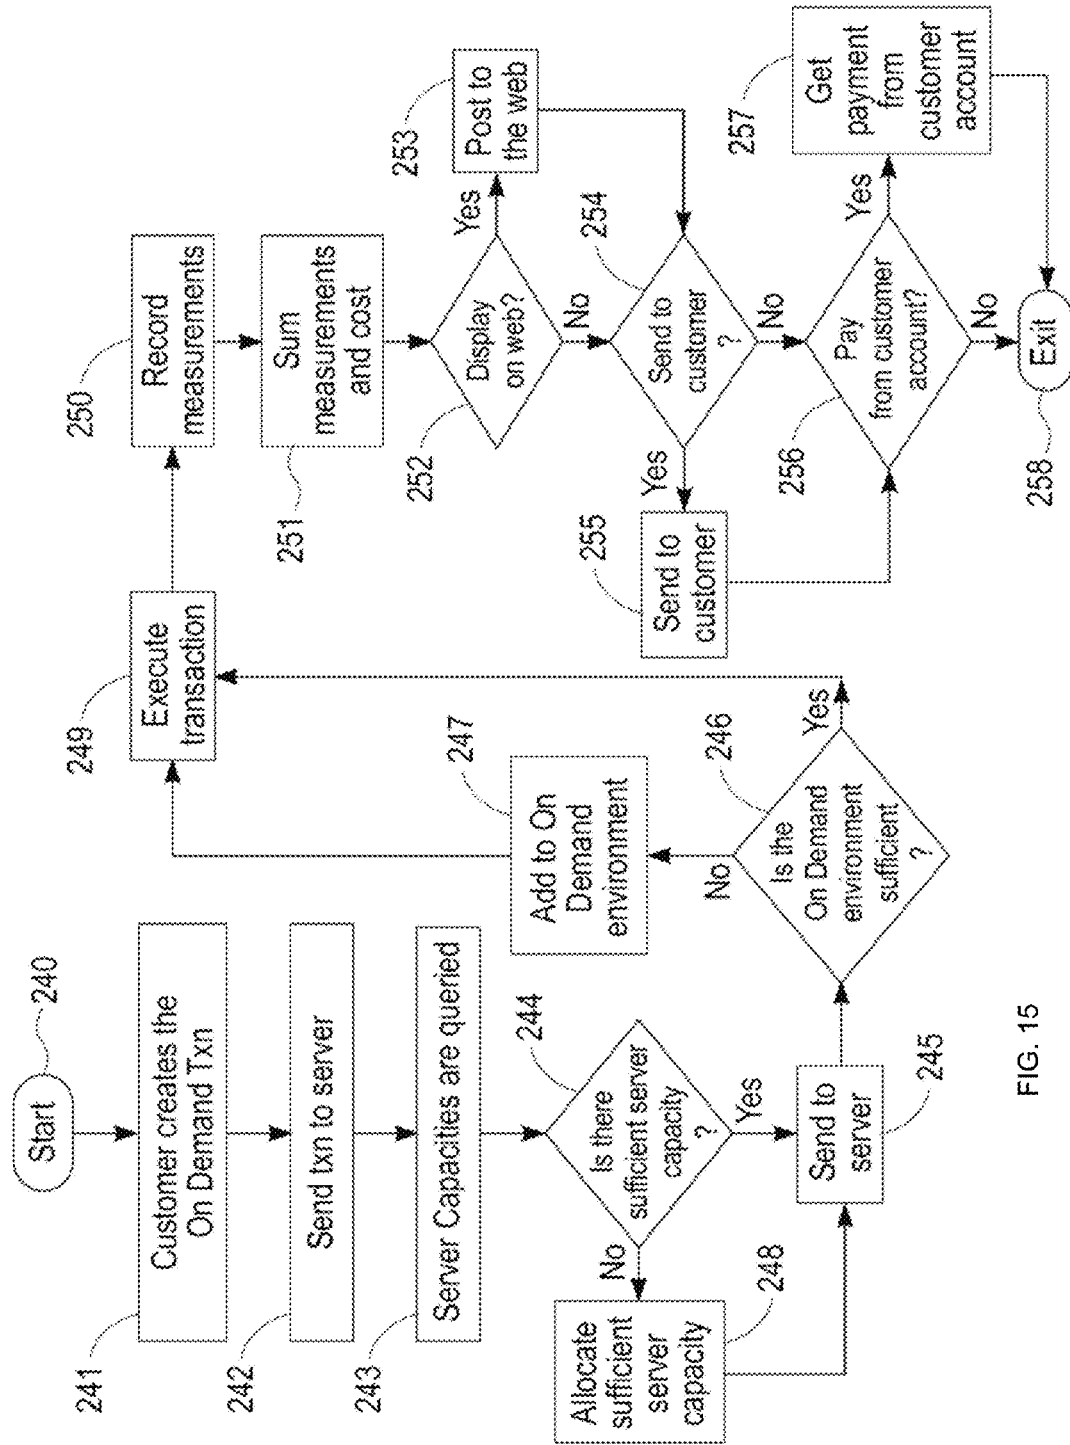 Start
240
241
Customer creates the
On Demand Txn
242
Send txn to server
243
Server Capacities are queried
244
Is there
sufficient server
capacity
?
No
Yes
248
Allocate
sufficient
server
capacity
Send to
server
245
246
Is the
On Demand
environment
sufficient
?
No
Yes
247
Add to On
Demand
environment
249
Execute
transaction
250
Record
measurements
251
Sum
measurements
and cost
252
Display
on web?
Yes
No
253
Post to
the web
254
Send to
customer
?
Yes
No
255
Send to
customer
256
Pay
from customer
account?
Yes
No
257
Get
payment
from
customer
account
258
Exit
FIG. 15